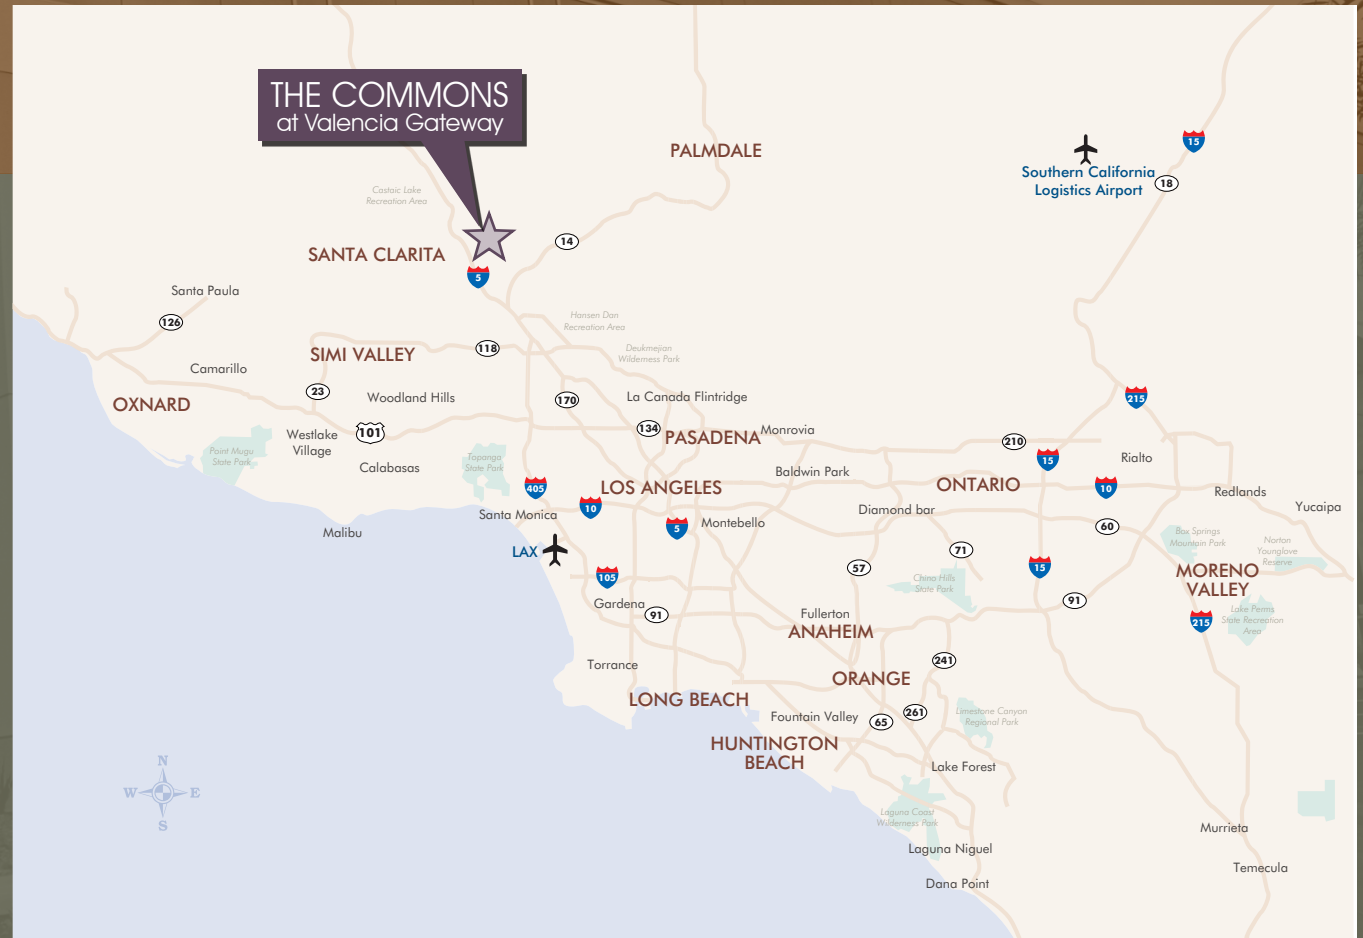 THE COMMONS
at Valencia Gateway
PALMDALE
15
Southern California
Logistics Airport
18
Castaic Lake
Recreation Area
14
SANTA CLARITA
5
Santa Paula
126
Hansen Dan
Recreation Area
118
SIMI VALLEY
Deukmejian
Wilderness Park
Camarillo
23
Woodland Hills
170
La Canada Flintridge
215
OXNARD
101
134
PASADENA
Monrovia
210
Westlake
Village
Point Mugu
State Park
Calabasas
Topanga
State Park
Baldwin Park
15
Rialto
405
LOS ANGELES
ONTARIO
10
Redlands
10
Santa Monica
5
Montebello
Diamond bar
60
Yucaipa
Malibu
LAX
Box Springs
Mountain Park
Norton
Younglove
Reserve
105
57
71
15
MORENO
VALLEY
Chino Hills
State Park
Gardena
91
Fullerton
91
215
Lake Perris
State Recreation
Area
ANAHEIM
Torrance
241
ORANGE
LONG BEACH
Fountain Valley
65
261
Limestone Canyon
Regional Park
HUNTINGTON
BEACH
Lake Forest
N
W
E
S
Laguna Coast
Wilderness Park
Murrieta
Laguna Niguel
Temecula
Dana Point